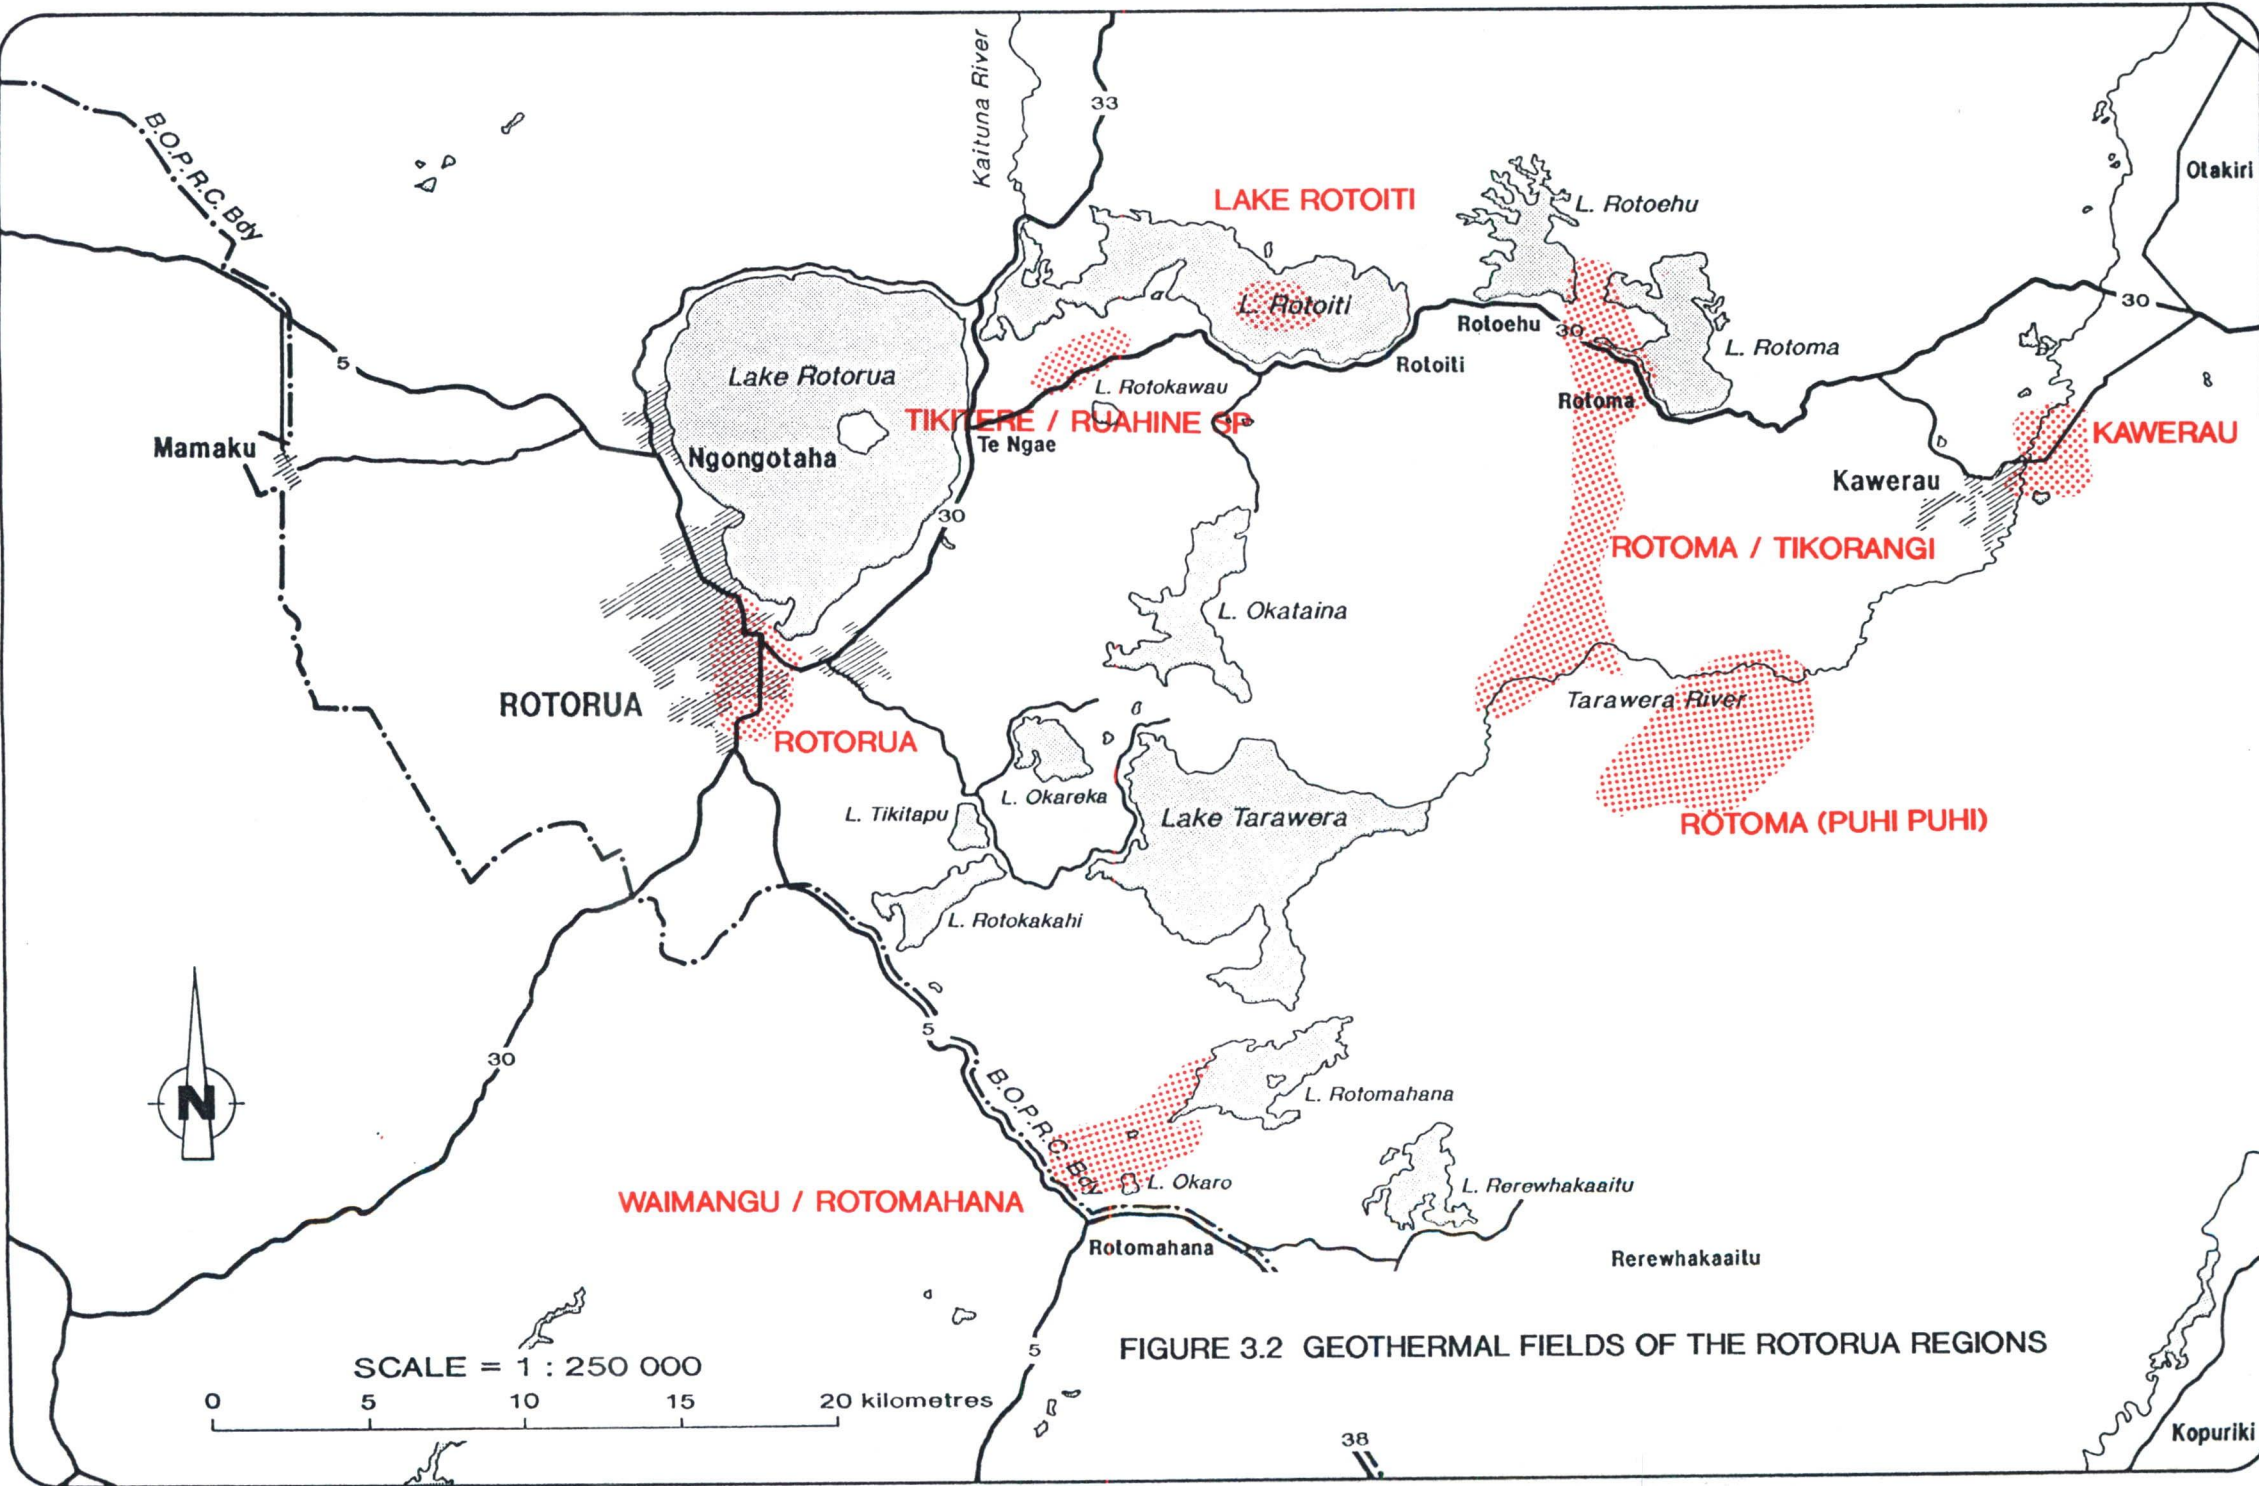 Kaituna River
33
B.O.P.R.C. Bdy
Otakiri
LAKE ROTOITI
L. Rotoehu
30
L. Rotoiti
Rotoehu
30
L. Rotoma
5
Lake Rotorua
Rotoiti
L. Rotokawau
Rotoma
TIKITERE / RUAHINE SP
KAWERAU
Te Ngae
Mamaku
Ngongotaha
Kawerau
30
ROTOMA / TIKORANGI
L. Okataina
ROTORUA
Tarawera River
ROTORUA
L. Okareka
L. Tikitapu
Lake Tarawera
ROTOMA (PUHI PUHI)
L. Rotokakahi
5
30
N
B.O.P.R.C. Bdy
L. Rotomahana
L. Okaro
L. Rerewhakaaitu
WAIMANGU / ROTOMAHANA
Rotomahana
Rerewhakaaitu
5
FIGURE 3.2 GEOTHERMAL FIELDS OF THE ROTORUA REGIONS
SCALE = 1 : 250 000
0 5 10 15 20 kilometres
38
Kopuriki